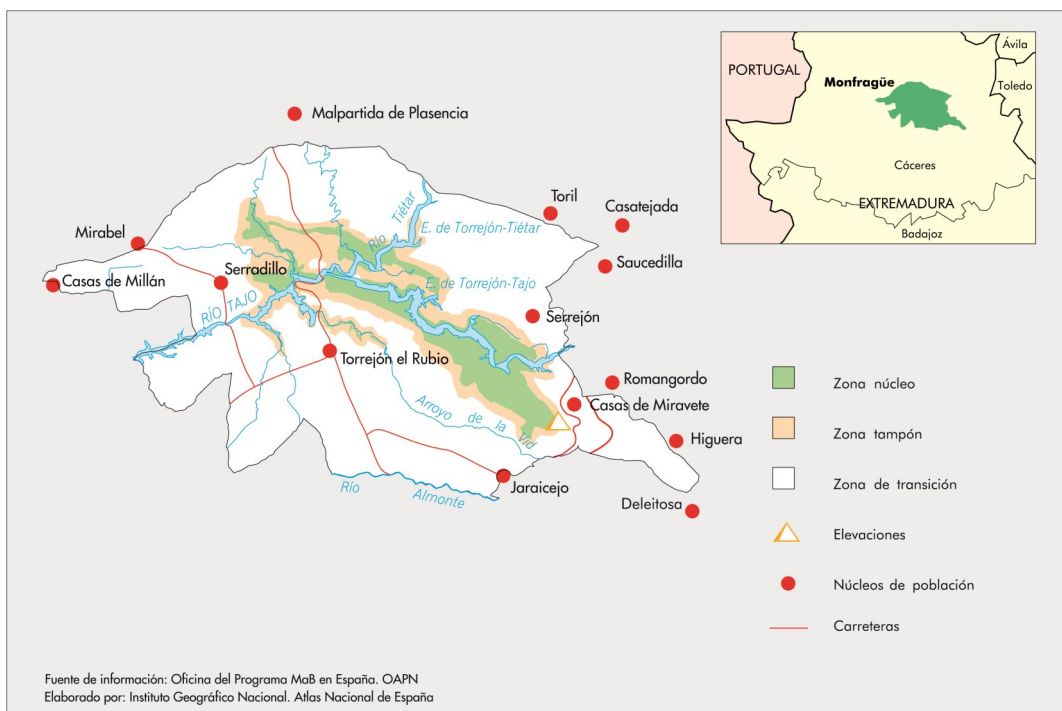 PORTUGAL
Monfragüe
Ávila
Toledo
Cáceres
EXTREMADURA
Badajoz
Malpartida de Plasencia
Mirabel
Casas de Millán
Serradillo
RÍO TAJO
Río Tiétar
E. de Torrejón-Tiétar
E. de Torrejón-Tajo
Toril
Casatejada
Saucedilla
Serrejón
Torrejón el Rubio
Romangordo
Casas de Miravete
Arroyo de la Vid
Higuera
Jaraicejo
Río Almonte
Deleitosa
Zona núcleo
Zona tampón
Zona de transición
Elevaciones
Núcleos de población
Carreteras
Fuente de información: Oficina del Programa MaB en España. OAPN
Elaborado por: Instituto Geográfico Nacional. Atlas Nacional de España